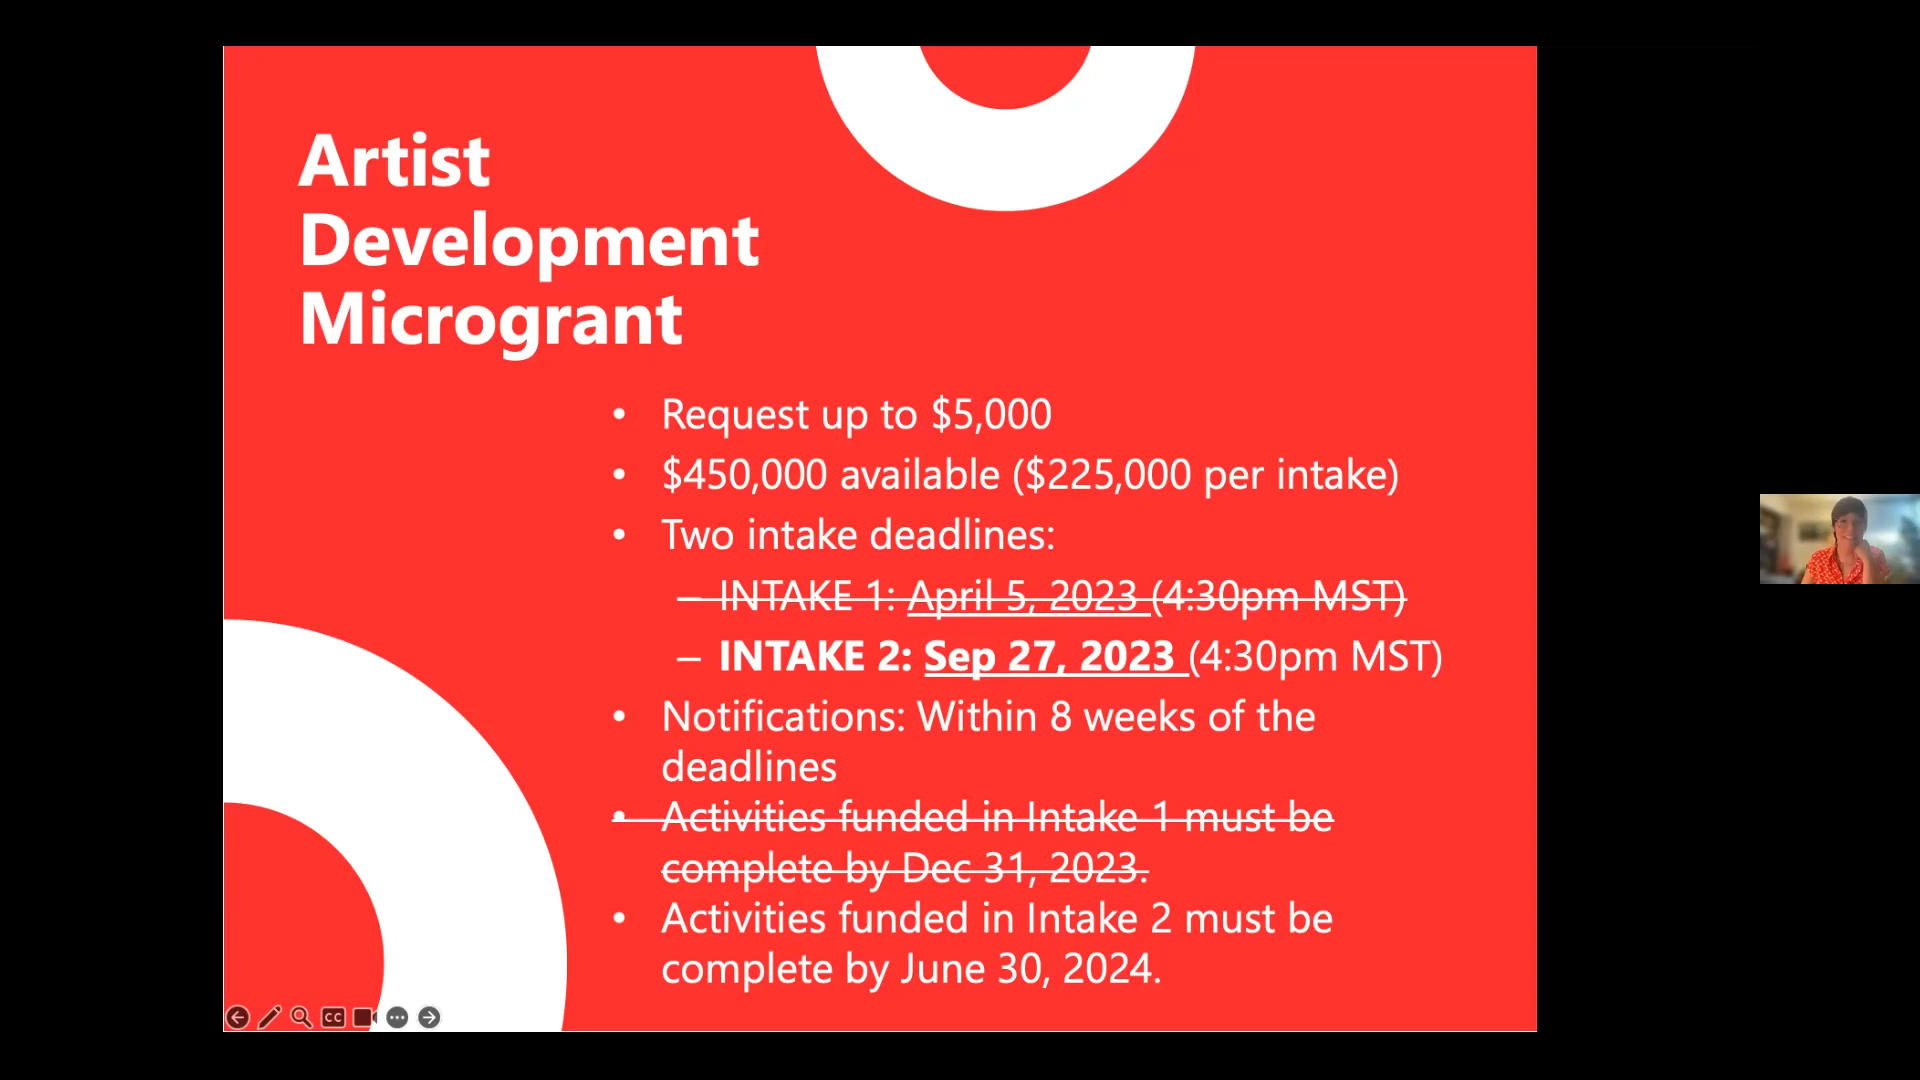 Artist
Development
Microgrant
• Request up to $5,000
• $450,000 available ($225,000 per intake)
• Two intake deadlines:
– INTAKE 1: April 5, 2023 (4:30pm MST)
– INTAKE 2: Sep 27, 2023 (4:30pm MST)
• Notifications: Within 8 weeks of the
deadlines
• Activities funded in Intake 1 must be
complete by Dec 31, 2023.
• Activities funded in Intake 2 must be
complete by June 30, 2024.
CC